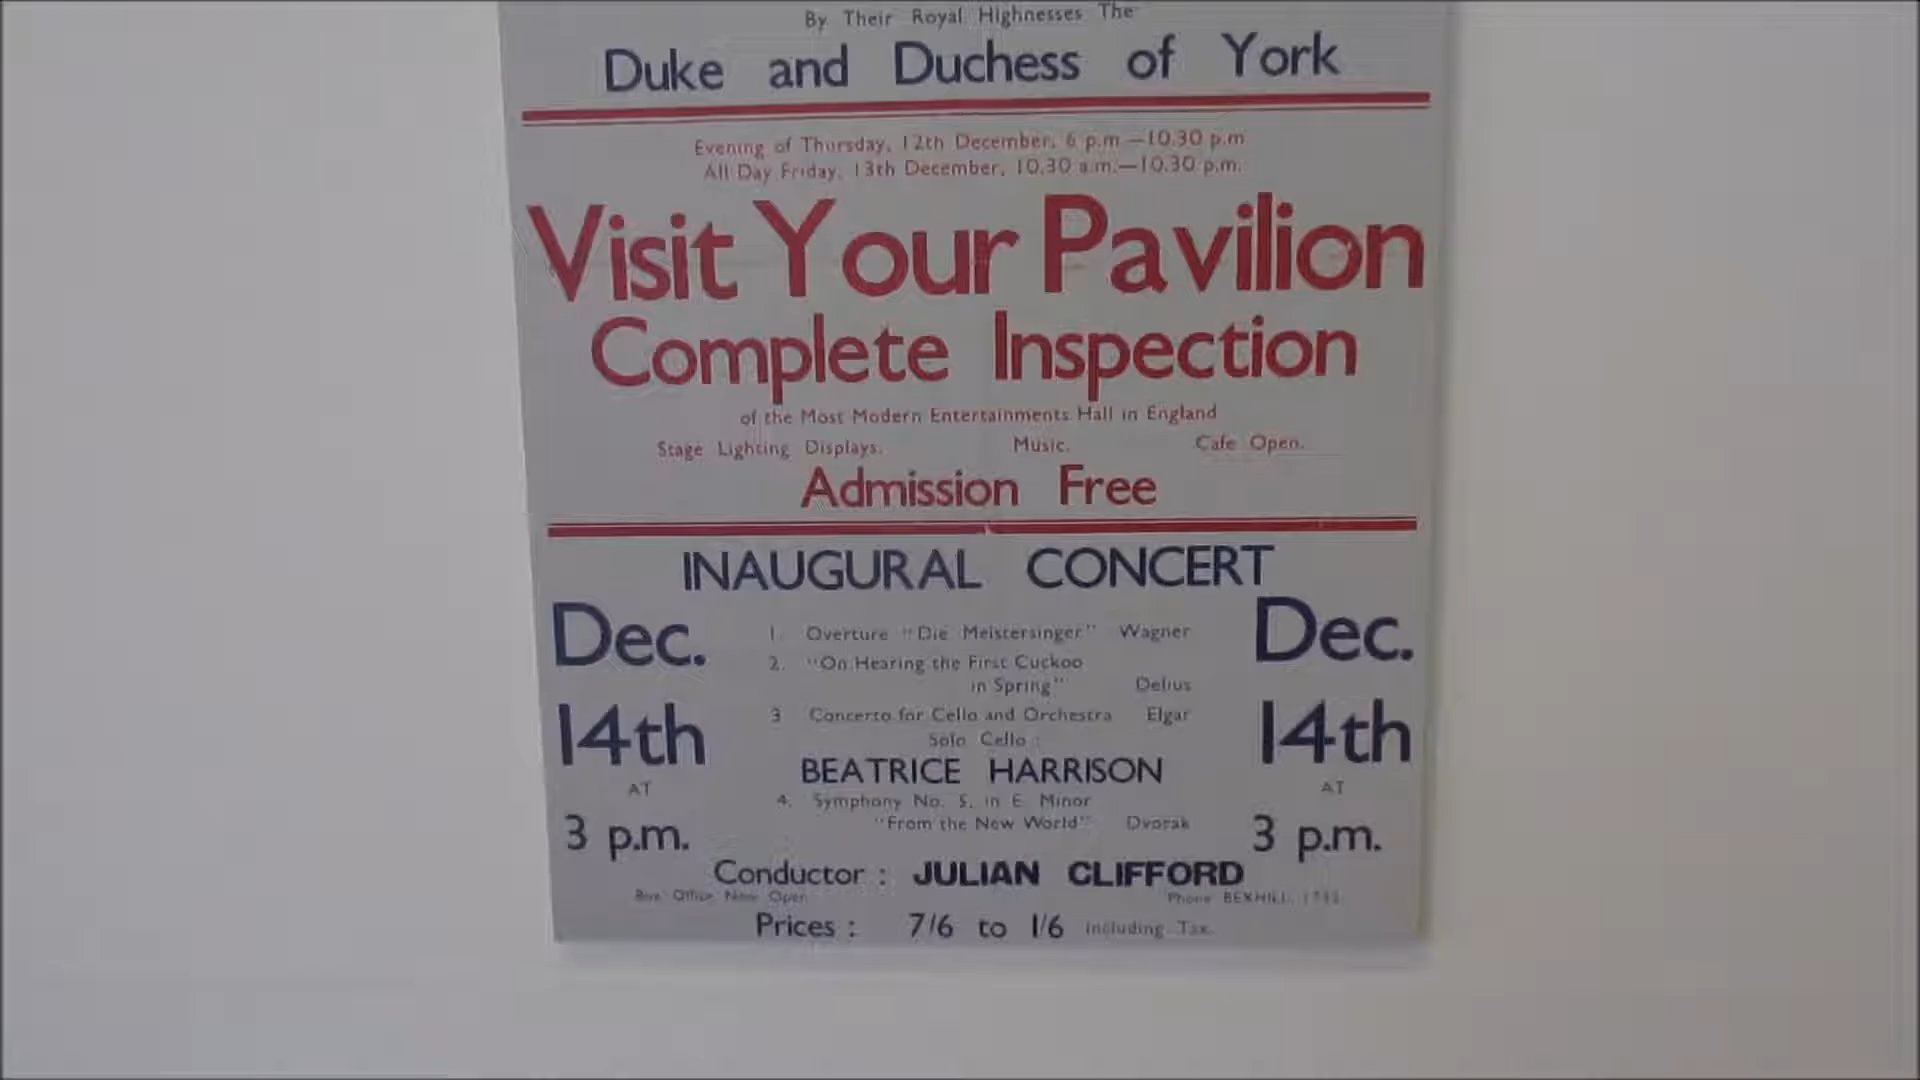 By Their Royal Highnesses The
Duke and Duchess of York
Evening of Thursday, 12th December, 6 p.m.—10.30 p.m
All Day Friday, 13th December, 10.30 a.m.—10.30 p.m.
Visit Your Pavilion
Complete Inspection
of the Most Modern Entertainments Hall in England
Stage Lighting Displays. Music. Cafe Open.
Admission Free
INAUGURAL CONCERT
Dec. 14th AT 3 p.m.
1. Overture "Die Meistersinger" Wagner
2. "On Hearing the First Cuckoo
in Spring" Delius
3 Concerto for Cello and Orchestra Elgar
Solo Cello :
BEATRICE HARRISON
4. Symphony No. 5, in E Minor
"From the New World" Dvorak
Dec. 14th AT 3 p.m.
Conductor : JULIAN CLIFFORD
Box Office Now Open Phone BEXHILL
Prices : 7/6 to 1/6 including Tax.